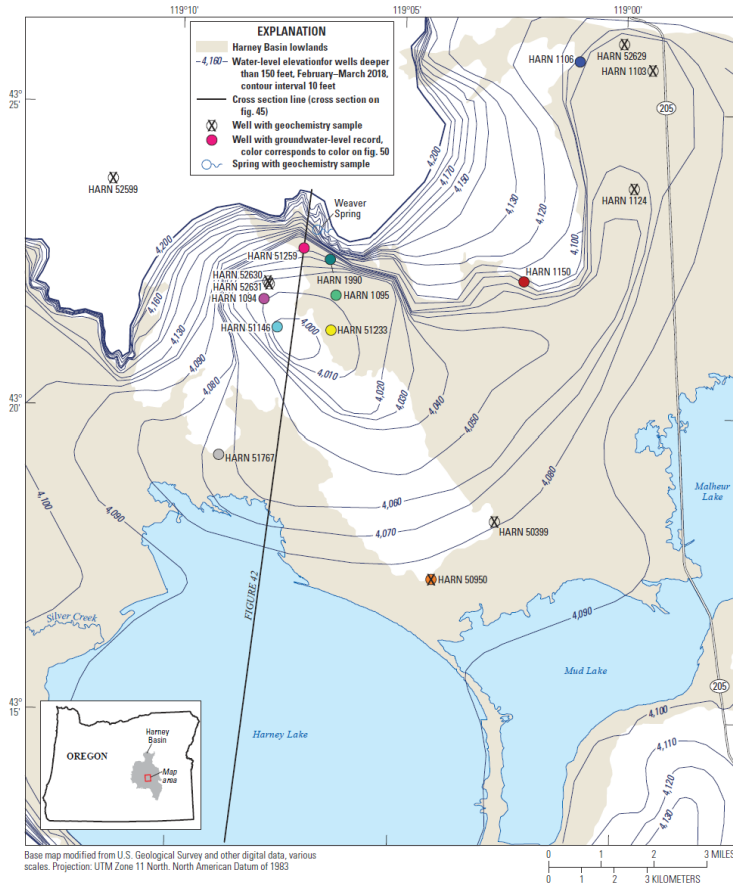 119°10'
119°05'
119°00'
EXPLANATION
Harney Basin lowlands
–4,160– Water-level elevationfor wells deeper
than 150 feet, February–March 2018,
contour interval 10 feet
Cross section line (cross section on
fig. 45)
Well with geochemistry sample
Well with groundwater-level record,
color corresponds to color on fig. 50
Spring with geochemistry sample
HARN 1106
HARN 52629
HARN 1103
43°
25'
205
4,200
4,170
4,150
4,130
4,120
4,100
HARN 52599
HARN 1124
Weaver
Spring
4,200
4,160
4,130
HARN 51259
HARN 52630
HARN 52631
HARN 1990
HARN 1150
HARN 1094
HARN 1095
HARN 51146
4,000
HARN 51233
4,090
4,080
4,010
4,020
4,030
4,040
4,050
43°
20'
HARN 51767
4,080
4,100
4,090
4,060
4,070
Malheur
Lake
HARN 50399
HARN 50950
FIGURE 42
Silver Creek
4,090
Mud Lake
205
43°
15'
4,100
4,110
4,120
4,130
Harney Lake
OREGON
Harney
Basin
Map
area
Base map modified from U.S. Geological Survey and other digital data, various
scales. Projection: UTM Zone 11 North. North American Datum of 1983
0 1 2 3 MILES
0 1 2 3 KILOMETERS